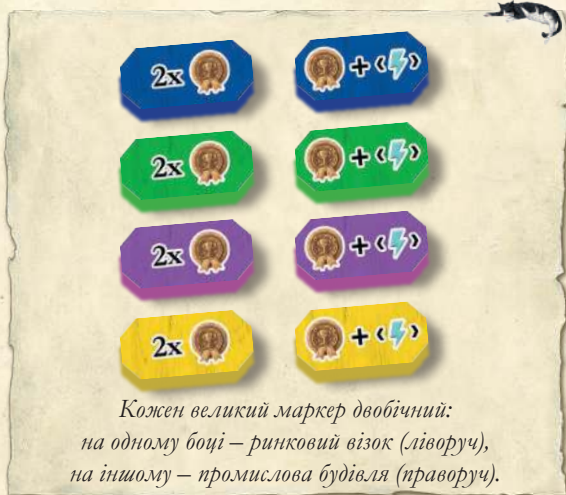 2x + ‹ ›
2x + ‹ ›
2x + ‹ ›
2x + ‹ ›
Кожен великий маркер двобічний:
на одному боці – ринковий візок (ліворуч),
на іншому – промислова будівля (праворуч).